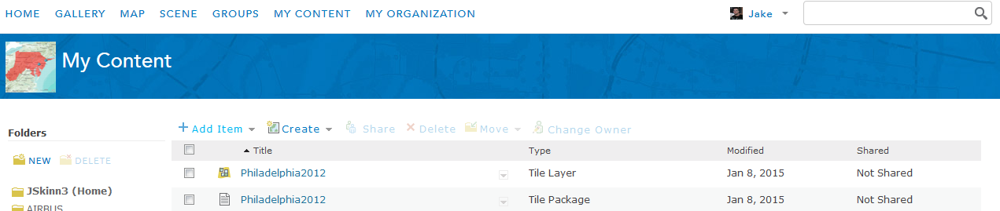 HOME GALLERY MAP SCENE GROUPS MY CONTENT MY ORGANIZATION Jake
My Content
Folders
NEW DELETE
JSkinn3 (Home)
AIRBUS
Add Item Create Share Delete Move Change Owner
Title Type Modified Shared
Philadelphia2012 Tile Layer Jan 8, 2015 Not Shared
Philadelphia2012 Tile Package Jan 8, 2015 Not Shared